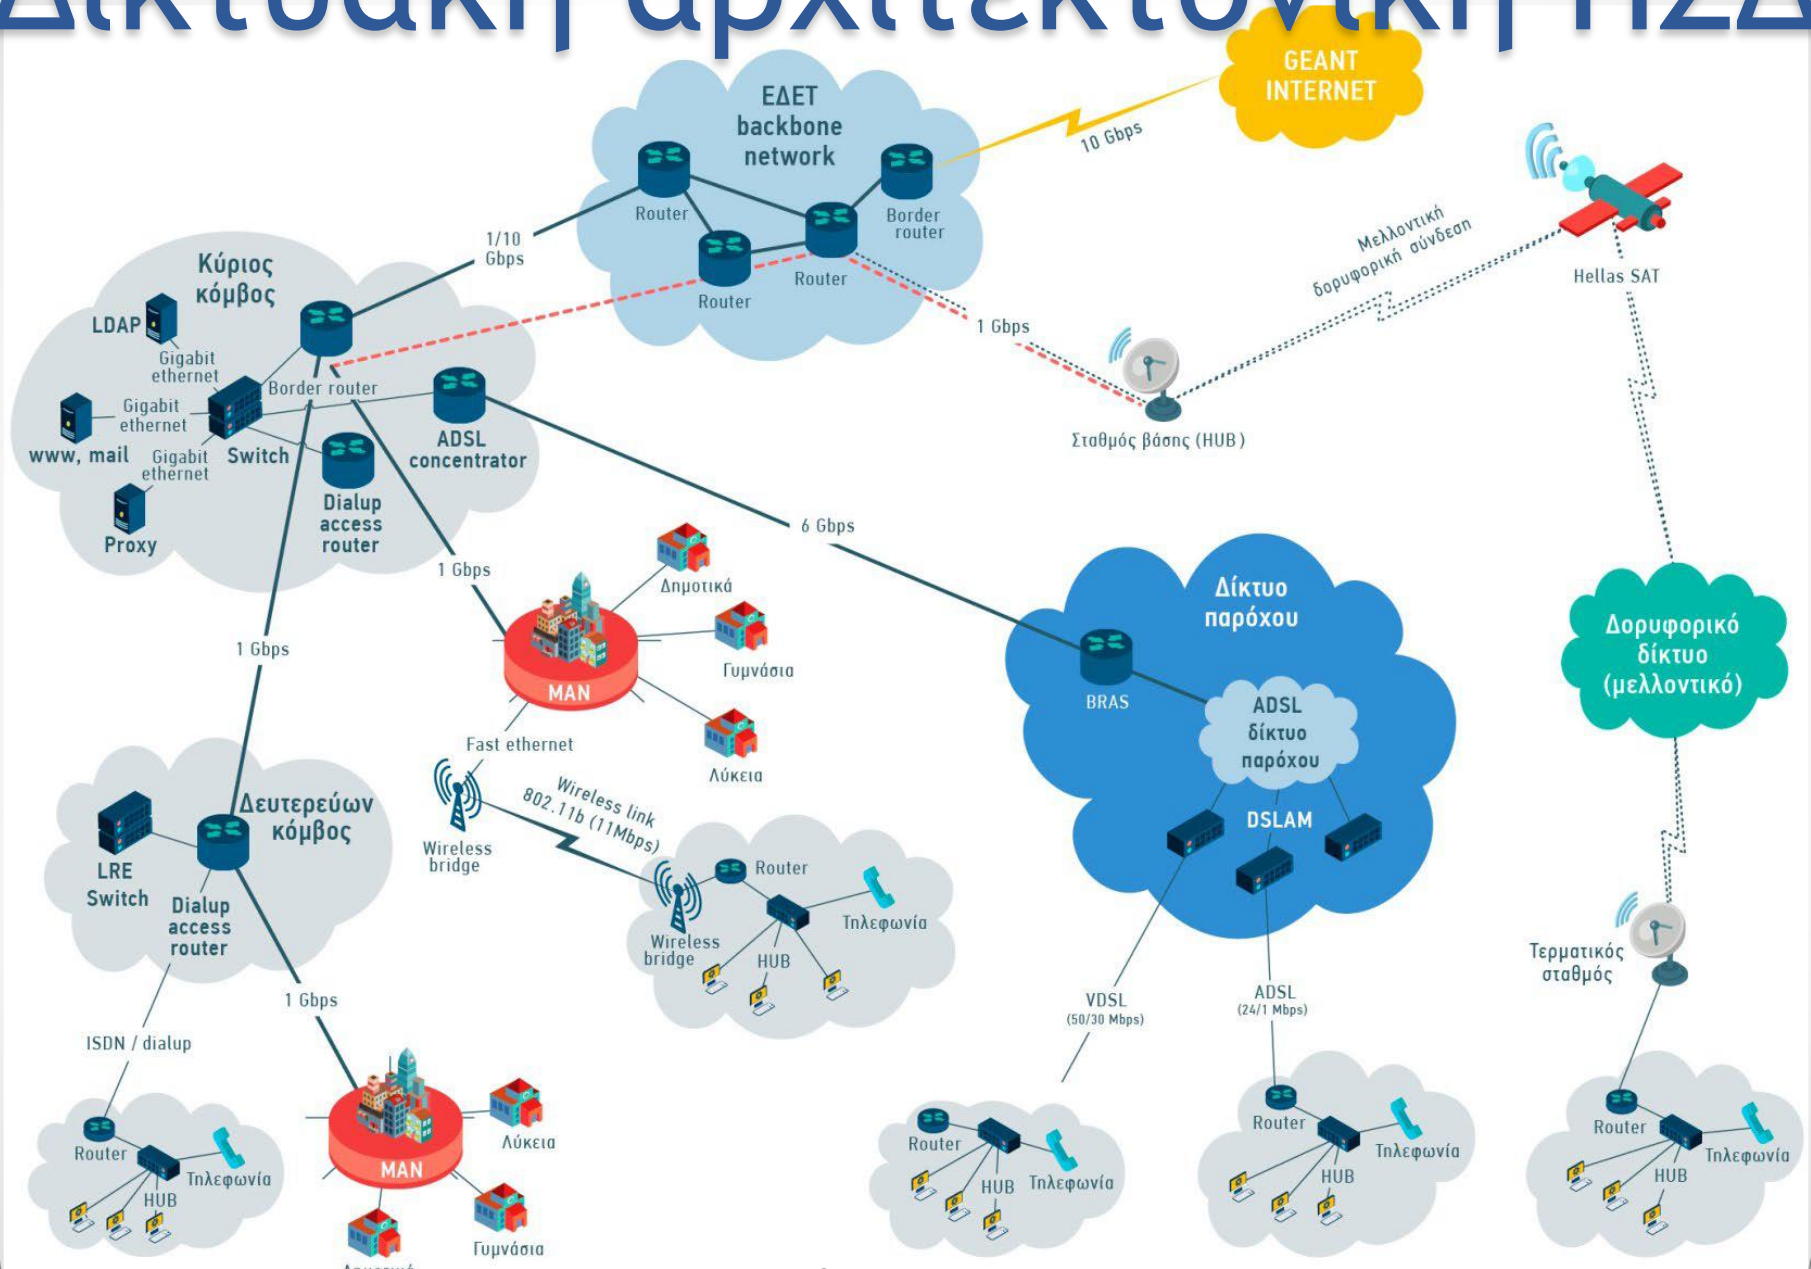 Δικτυακή αρχιτεκτονική ΠΣΔ
GEANT
INTERNET
10 Gbps
ΕΔΕΤ
backbone
network
Router
Router
Router
Border
router
1/10
Gbps
Κύριος
κόμβος
LDAP
Gigabit
ethernet
Gigabit
ethernet
www, mail
Gigabit
ethernet
Proxy
Switch
Border router
ADSL
concentrator
Dialup
access
router
1 Gbps
Σταθμός βάσης (HUB)
Μελλοντική
δορυφορική σύνδεση
Hellas SAT
6 Gbps
1 Gbps
1 Gbps
MAN
Δημοτικά
Γυμνάσια
Λύκεια
Fast ethernet
Wireless
bridge
Wireless link
802.11b (11Mbps)
Wireless
bridge
Router
HUB
Τηλεφωνία
Δίκτυο
παρόχου
BRAS
ADSL
δίκτυο
παρόχου
DSLAM
Δορυφορικό
δίκτυο
(μελλοντικό)
Δευτερεύων
κόμβος
LRE
Switch
Dialup
access
router
1 Gbps
ISDN / dialup
Router
HUB
Τηλεφωνία
MAN
Λύκεια
Γυμνάσια
VDSL
(50/30 Mbps)
ADSL
(24/1 Mbps)
Τερματικός
σταθμός
Router
HUB
Τηλεφωνία
Router
HUB
Τηλεφωνία
Router
HUB
Τηλεφωνία